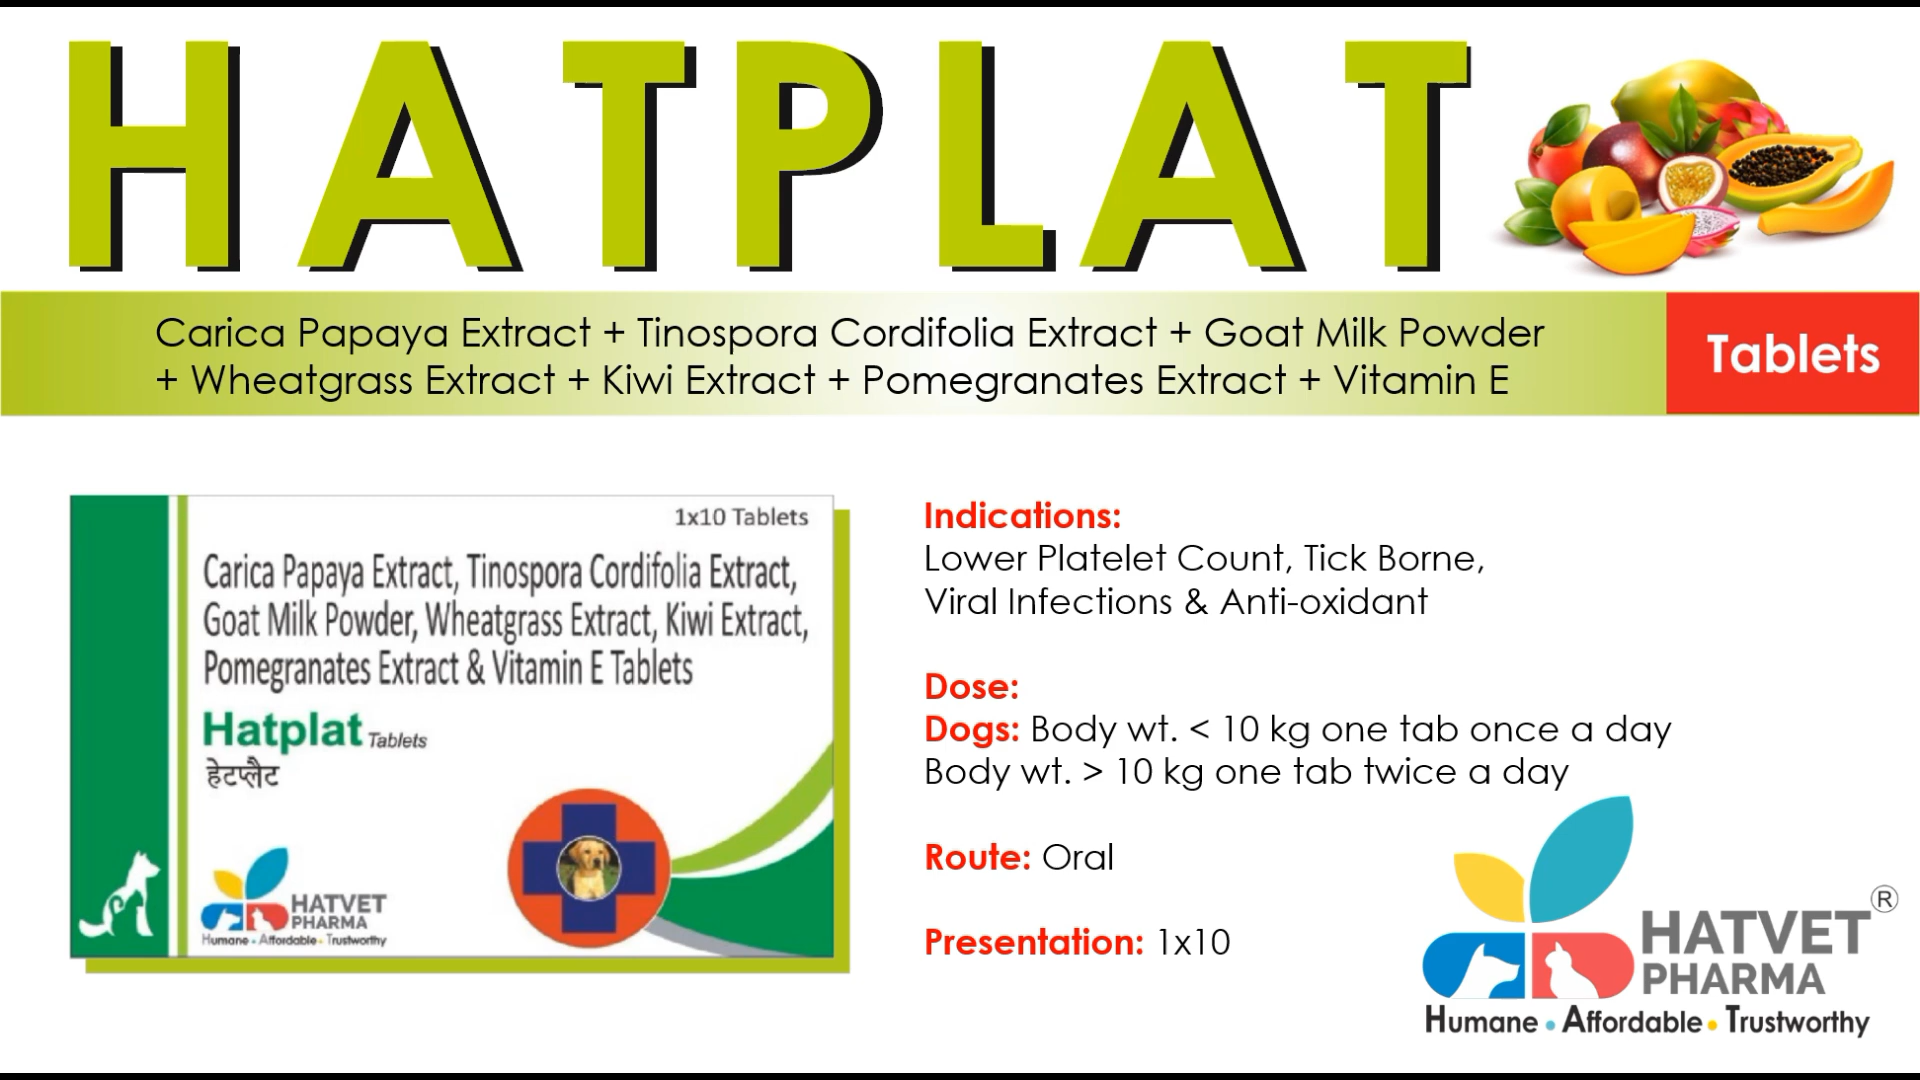 HATPLAT
Carica Papaya Extract + Tinospora Cordifolia Extract + Goat Milk Powder
+ Wheatgrass Extract + Kiwi Extract + Pomegranates Extract + Vitamin E
Tablets
1x10 Tablets
Carica Papaya Extract, Tinospora Cordifolia Extract,
Goat Milk Powder, Wheatgrass Extract, Kiwi Extract,
Pomegranates Extract & Vitamin E Tablets
Hatplat Tablets
हेटप्लैट
HATVET
PHARMA
Humane • Affordable • Trustworthy
Indications:
Lower Platelet Count, Tick Borne,
Viral Infections & Anti-oxidant
Dose:
Dogs: Body wt. < 10 kg one tab once a day
Body wt. > 10 kg one tab twice a day
Route: Oral
Presentation: 1x10
HATVET ®
PHARMA
Humane • Affordable • Trustworthy